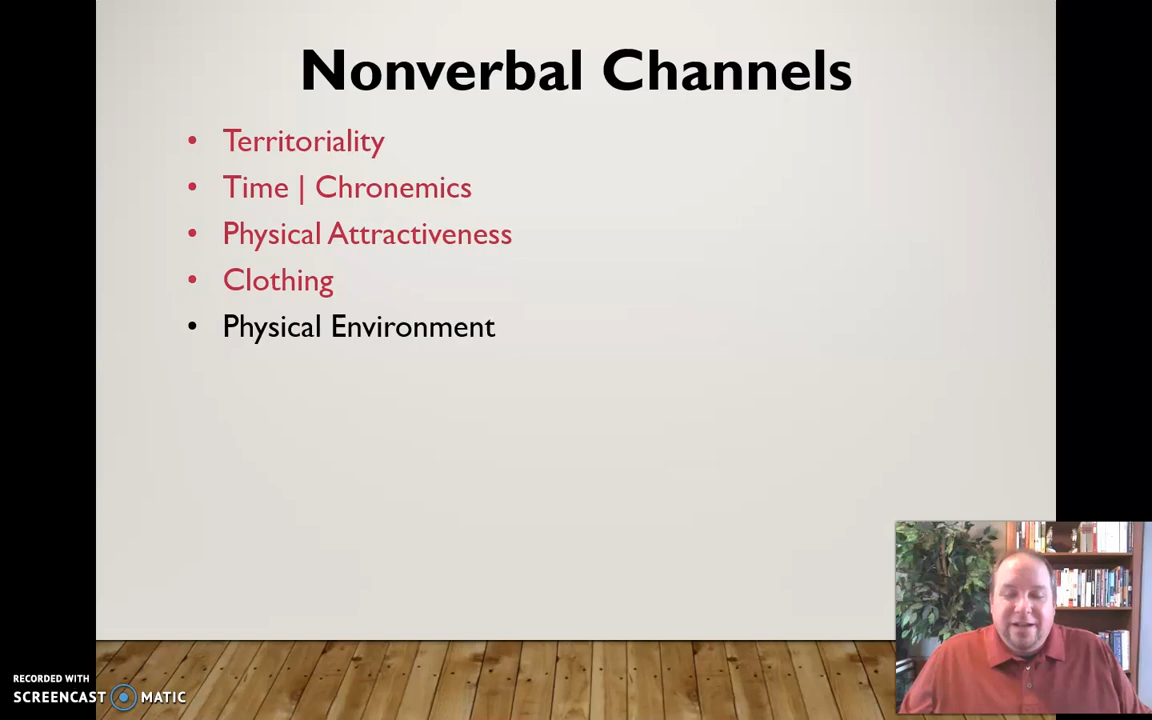 Nonverbal Channels
• Territoriality
• Time | Chronemics
• Physical Attractiveness
• Clothing
• Physical Environment
RECORDED WITH
SCREENCAST MATIC